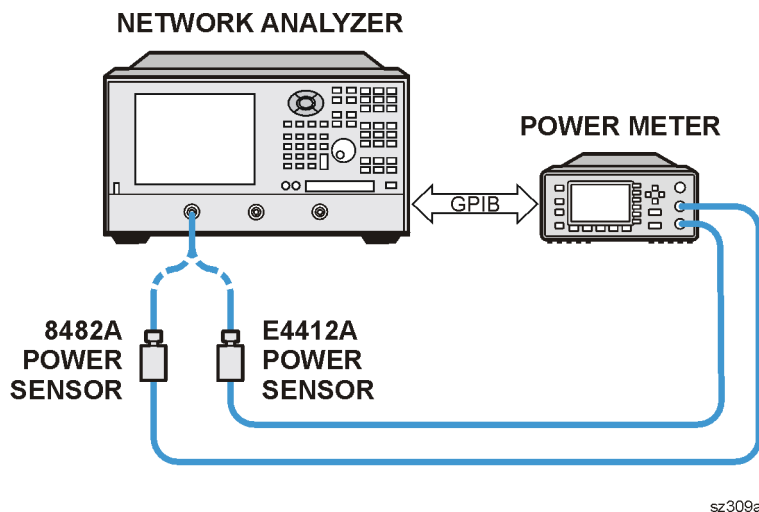 NETWORK ANALYZER
POWER METER
GPIB
8482A
POWER
SENSOR
E4412A
POWER
SENSOR
sz309a